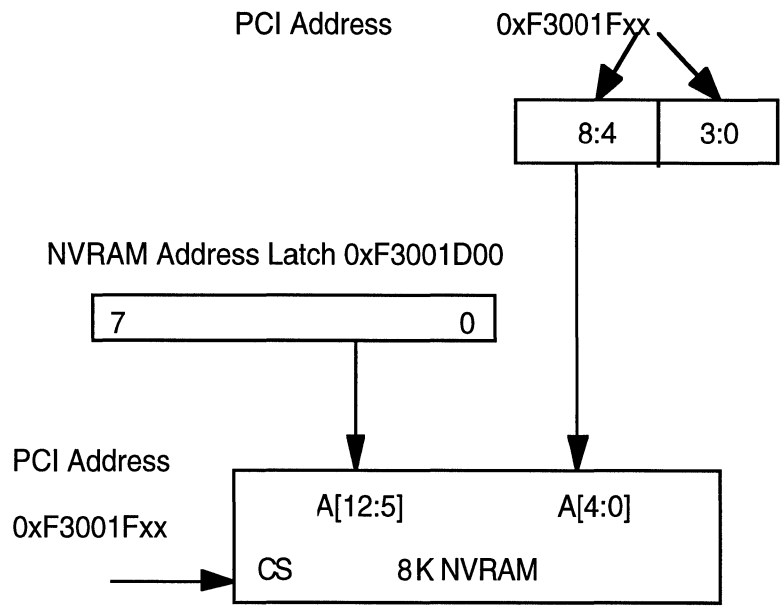 PCI Address 0xF3001Fxx
8:4 3:0
NVRAM Address Latch 0xF3001D00
7 0
PCI Address
0xF3001Fxx
A[12:5] A[4:0]
CS 8K NVRAM